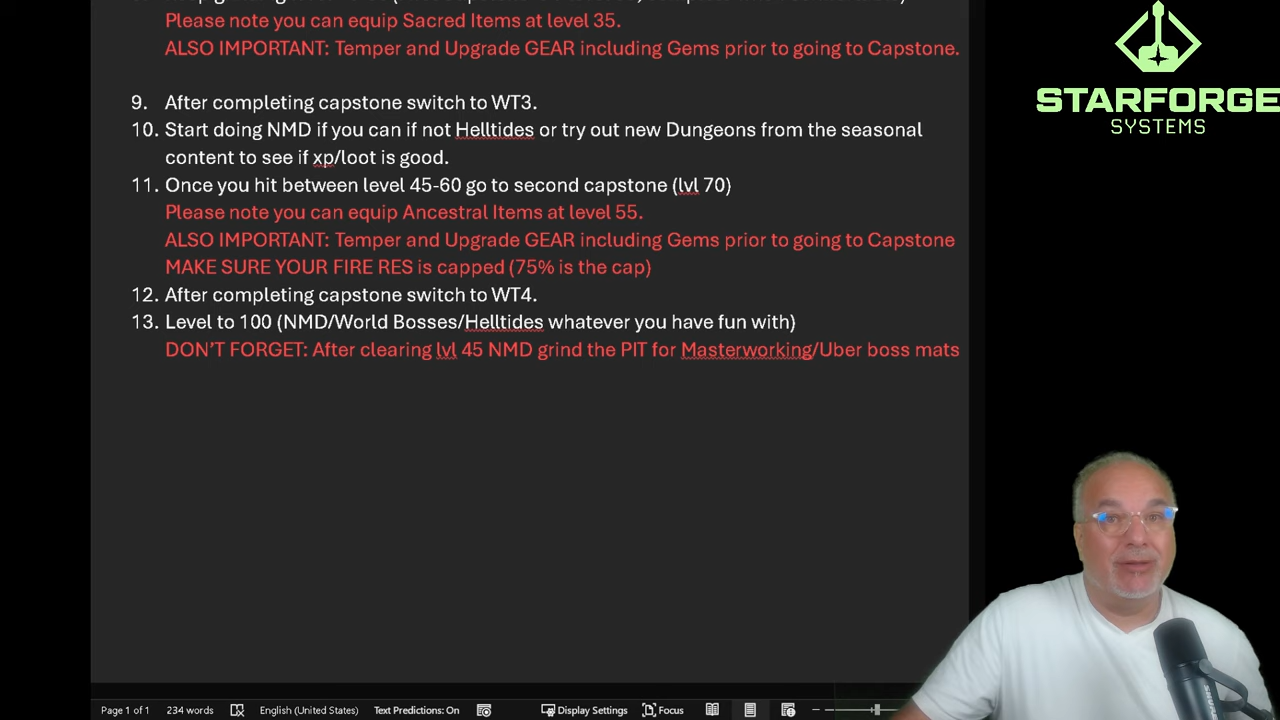 Please note you can equip Sacred Items at level 35.
ALSO IMPORTANT: Temper and Upgrade GEAR including Gems prior to going to Capstone.
9. After completing capstone switch to WT3.
10. Start doing NMD if you can if not Helltides or try out new Dungeons from the seasonal
content to see if xp/loot is good.
11. Once you hit between level 45-60 go to second capstone (lvl 70)
Please note you can equip Ancestral Items at level 55.
ALSO IMPORTANT: Temper and Upgrade GEAR including Gems prior to going to Capstone
MAKE SURE YOUR FIRE RES is capped (75% is the cap)
12. After completing capstone switch to WT4.
13. Level to 100 (NMD/World Bosses/Helltides whatever you have fun with)
DON'T FORGET: After clearing lvl 45 NMD grind the PIT for Masterworking/Uber boss mats
STARFORGE
SYSTEMS
Page 1 of 1 234 words English (United States) Text Predictions: On Display Settings Focus